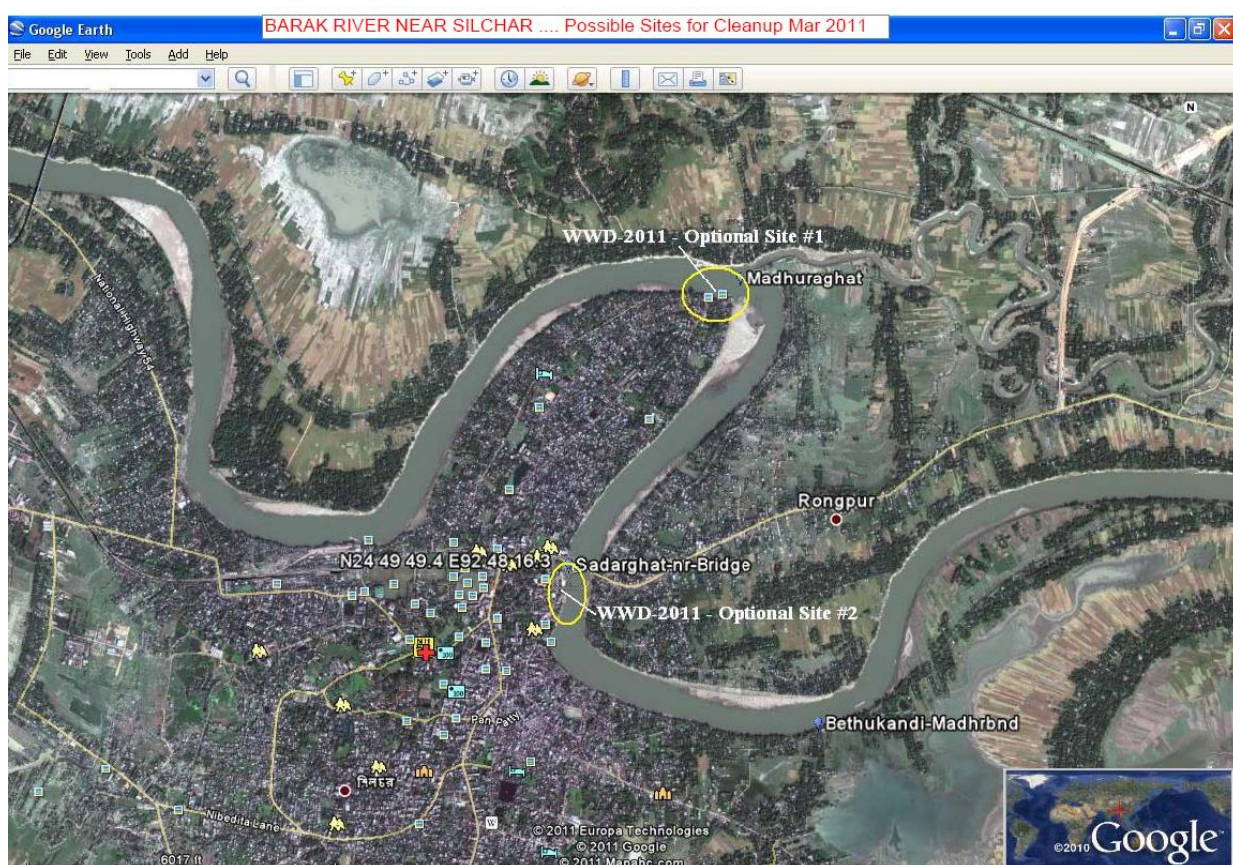 BARAK RIVER NEAR SILCHAR .... Possible Sites for Cleanup Mar 2011
Google Earth
File Edit View Tools Add Help
N
WWD-2011 - Optional Site #1
Madhuraghat
National Highway 54
Rongpur
N24 49 49.4 E92 48 16.3
Sadarghat-nr-Bridge
WWD-2011 - Optional Site #2
Pan Patty
Bethukandi-Madhrbnd
শিলচর
Nibedita Lane
W
© 2011 Europa Technologies
© 2011 Google
© 2011 Mapabc.com
6017 ft
©2010 Google™